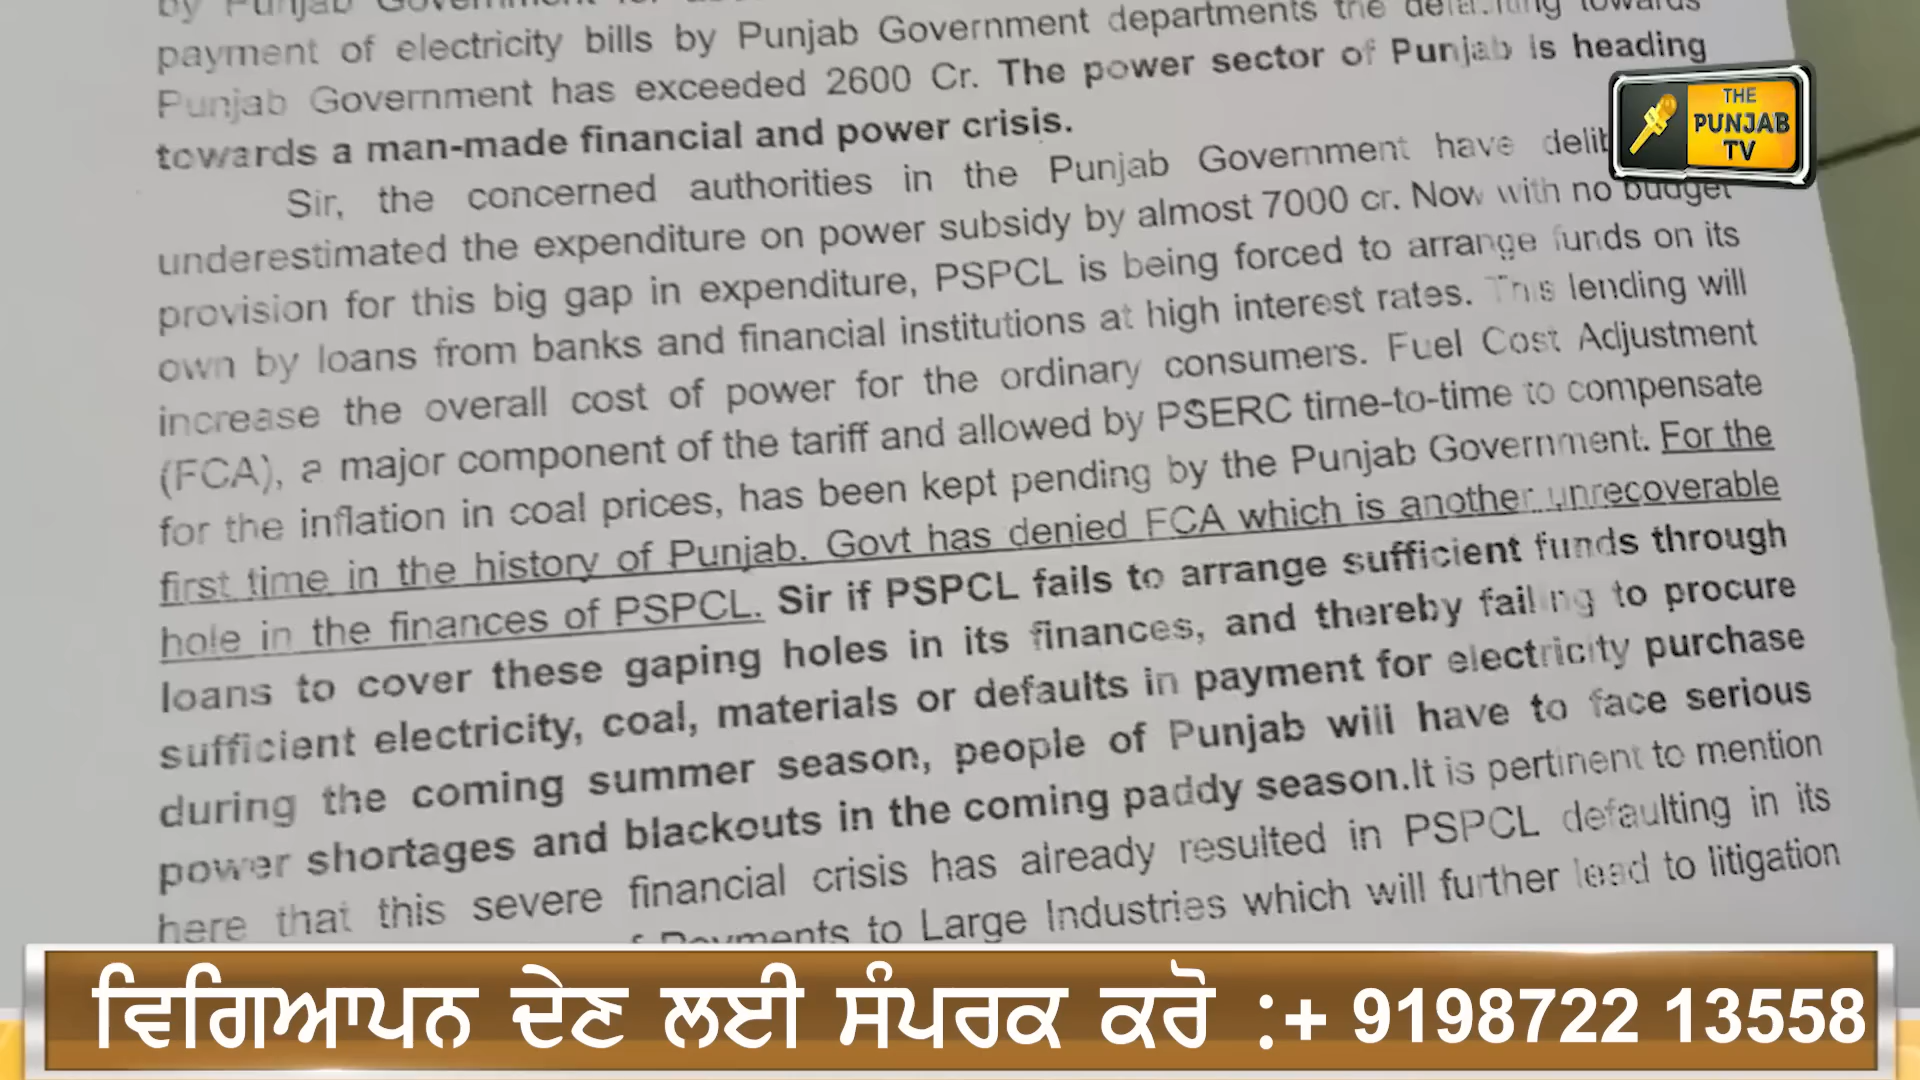 by Punjab Government for
payment of electricity bills by Punjab Government departments the defaulting towards
Punjab Government has exceeded 2600 Cr. The power sector of Punjab is heading
towards a man-made financial and power crisis.
Sir, the concerned authorities in the Punjab Government have
underestimated the expenditure on power subsidy by almost 7000 cr. Now with no budget
provision for this big gap in expenditure, PSPCL is being forced to arrange funds on its
own by loans from banks and financial institutions at high interest rates. This lending will
increase the overall cost of power for the ordinary consumers. Fuel Cost Adjustment
(FCA), a major component of the tariff and allowed by PSERC time-to-time to compensate
for the inflation in coal prices, has been kept pending by the Punjab Government. For the
first time in the history of Punjab. Govt has denied FCA which is another unrecoverable
hole in the finances of PSPCL. Sir if PSPCL fails to arrange sufficient funds through
loans to cover these gaping holes in its finances, and thereby failing to procure
sufficient electricity, coal, materials or defaults in payment for electricity purchase
during the coming summer season, people of Punjab will have to face serious
power shortages and blackouts in the coming paddy season.It is pertinent to mention
here that this severe financial crisis has already resulted in PSPCL defaulting in its
Payments to Large Industries which will further lead to litigation
THE
PUNJAB
TV
ਵਿਗਿਆਪਨ ਦੇਣ ਲਈ ਸੰਪਰਕ ਕਰੋ :+ 9198722 13558